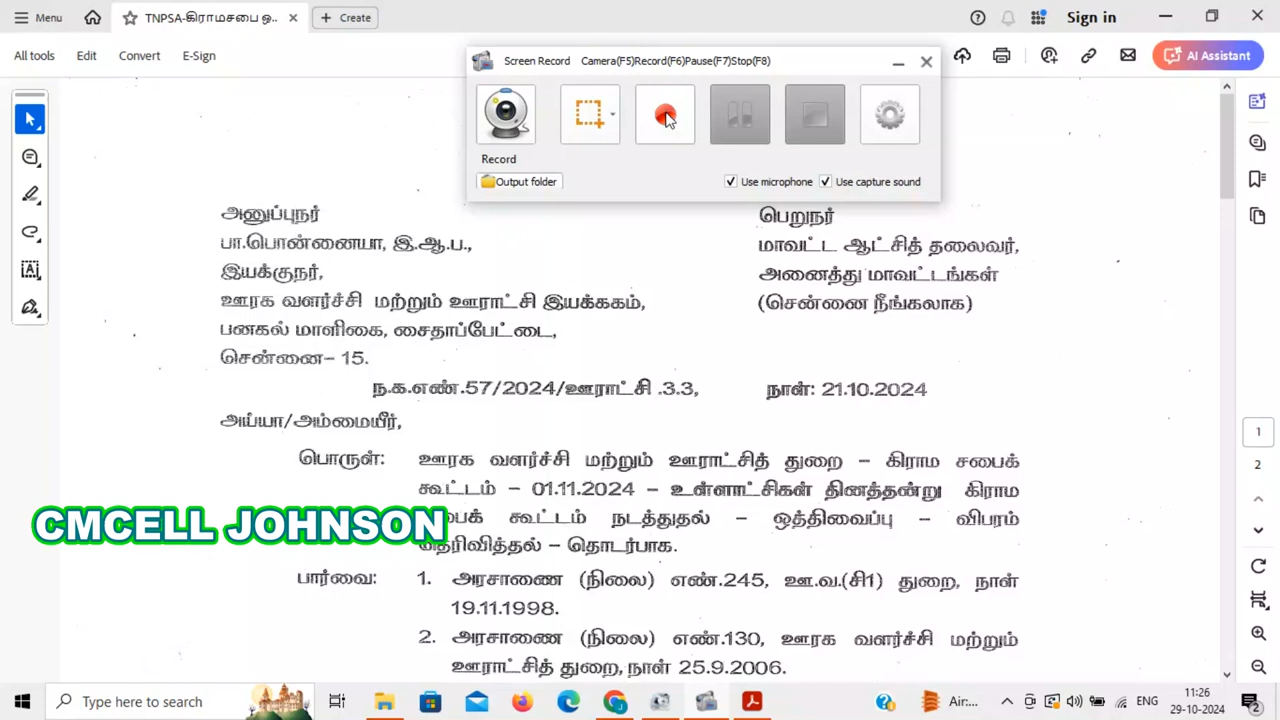 Menu
TNPSA-கிராமசபை ஒ..
Create
Sign in
All tools Edit Convert E-Sign
AI Assistant
Screen Record Camera(F5)Record(F6)Pause(F7)Stop(F8)
Record
Output folder
Use microphone Use capture sound
அனுப்புநர் பெறுநர்
பா.பொன்னையா, இ.ஆ.ப., மாவட்ட ஆட்சித் தலைவர்,
இயக்குநர், அனைத்து மாவட்டங்கள்
ஊரக வளர்ச்சி மற்றும் ஊராட்சி இயக்ககம், (சென்னை நீங்கலாக)
பனகல் மாளிகை, சைதாப்பேட்டை,
சென்னை- 15.
ந.க.எண்.57/2024/ஊராட்சி .3.3, நாள்: 21.10.2024
அய்யா/அம்மையீர்,
பொருள்: ஊரக வளர்ச்சி மற்றும் ஊராட்சித் துறை – கிராம சபைக்
கூட்டம் – 01.11.2024 – உள்ளாட்சிகள் தினத்தன்று கிராம
கூட்டம் நடத்துதல் – ஒத்திவைப்பு – விபரம்
தெரிவித்தல் – தொடர்பாக.
CMCELL JOHNSON
பார்வை: 1. அரசாணை (நிலை) எண்.245, ஊ.வ.(சி1) துறை, நாள்
19.11.1998.
2. அரசாணை (நிலை) எண்.130, ஊரக வளர்ச்சி மற்றும்
ஊராட்சித் துறை, நாள் 25.9.2006.
1
2
Type here to search
Air...
ENG
11:26
29-10-2024
2